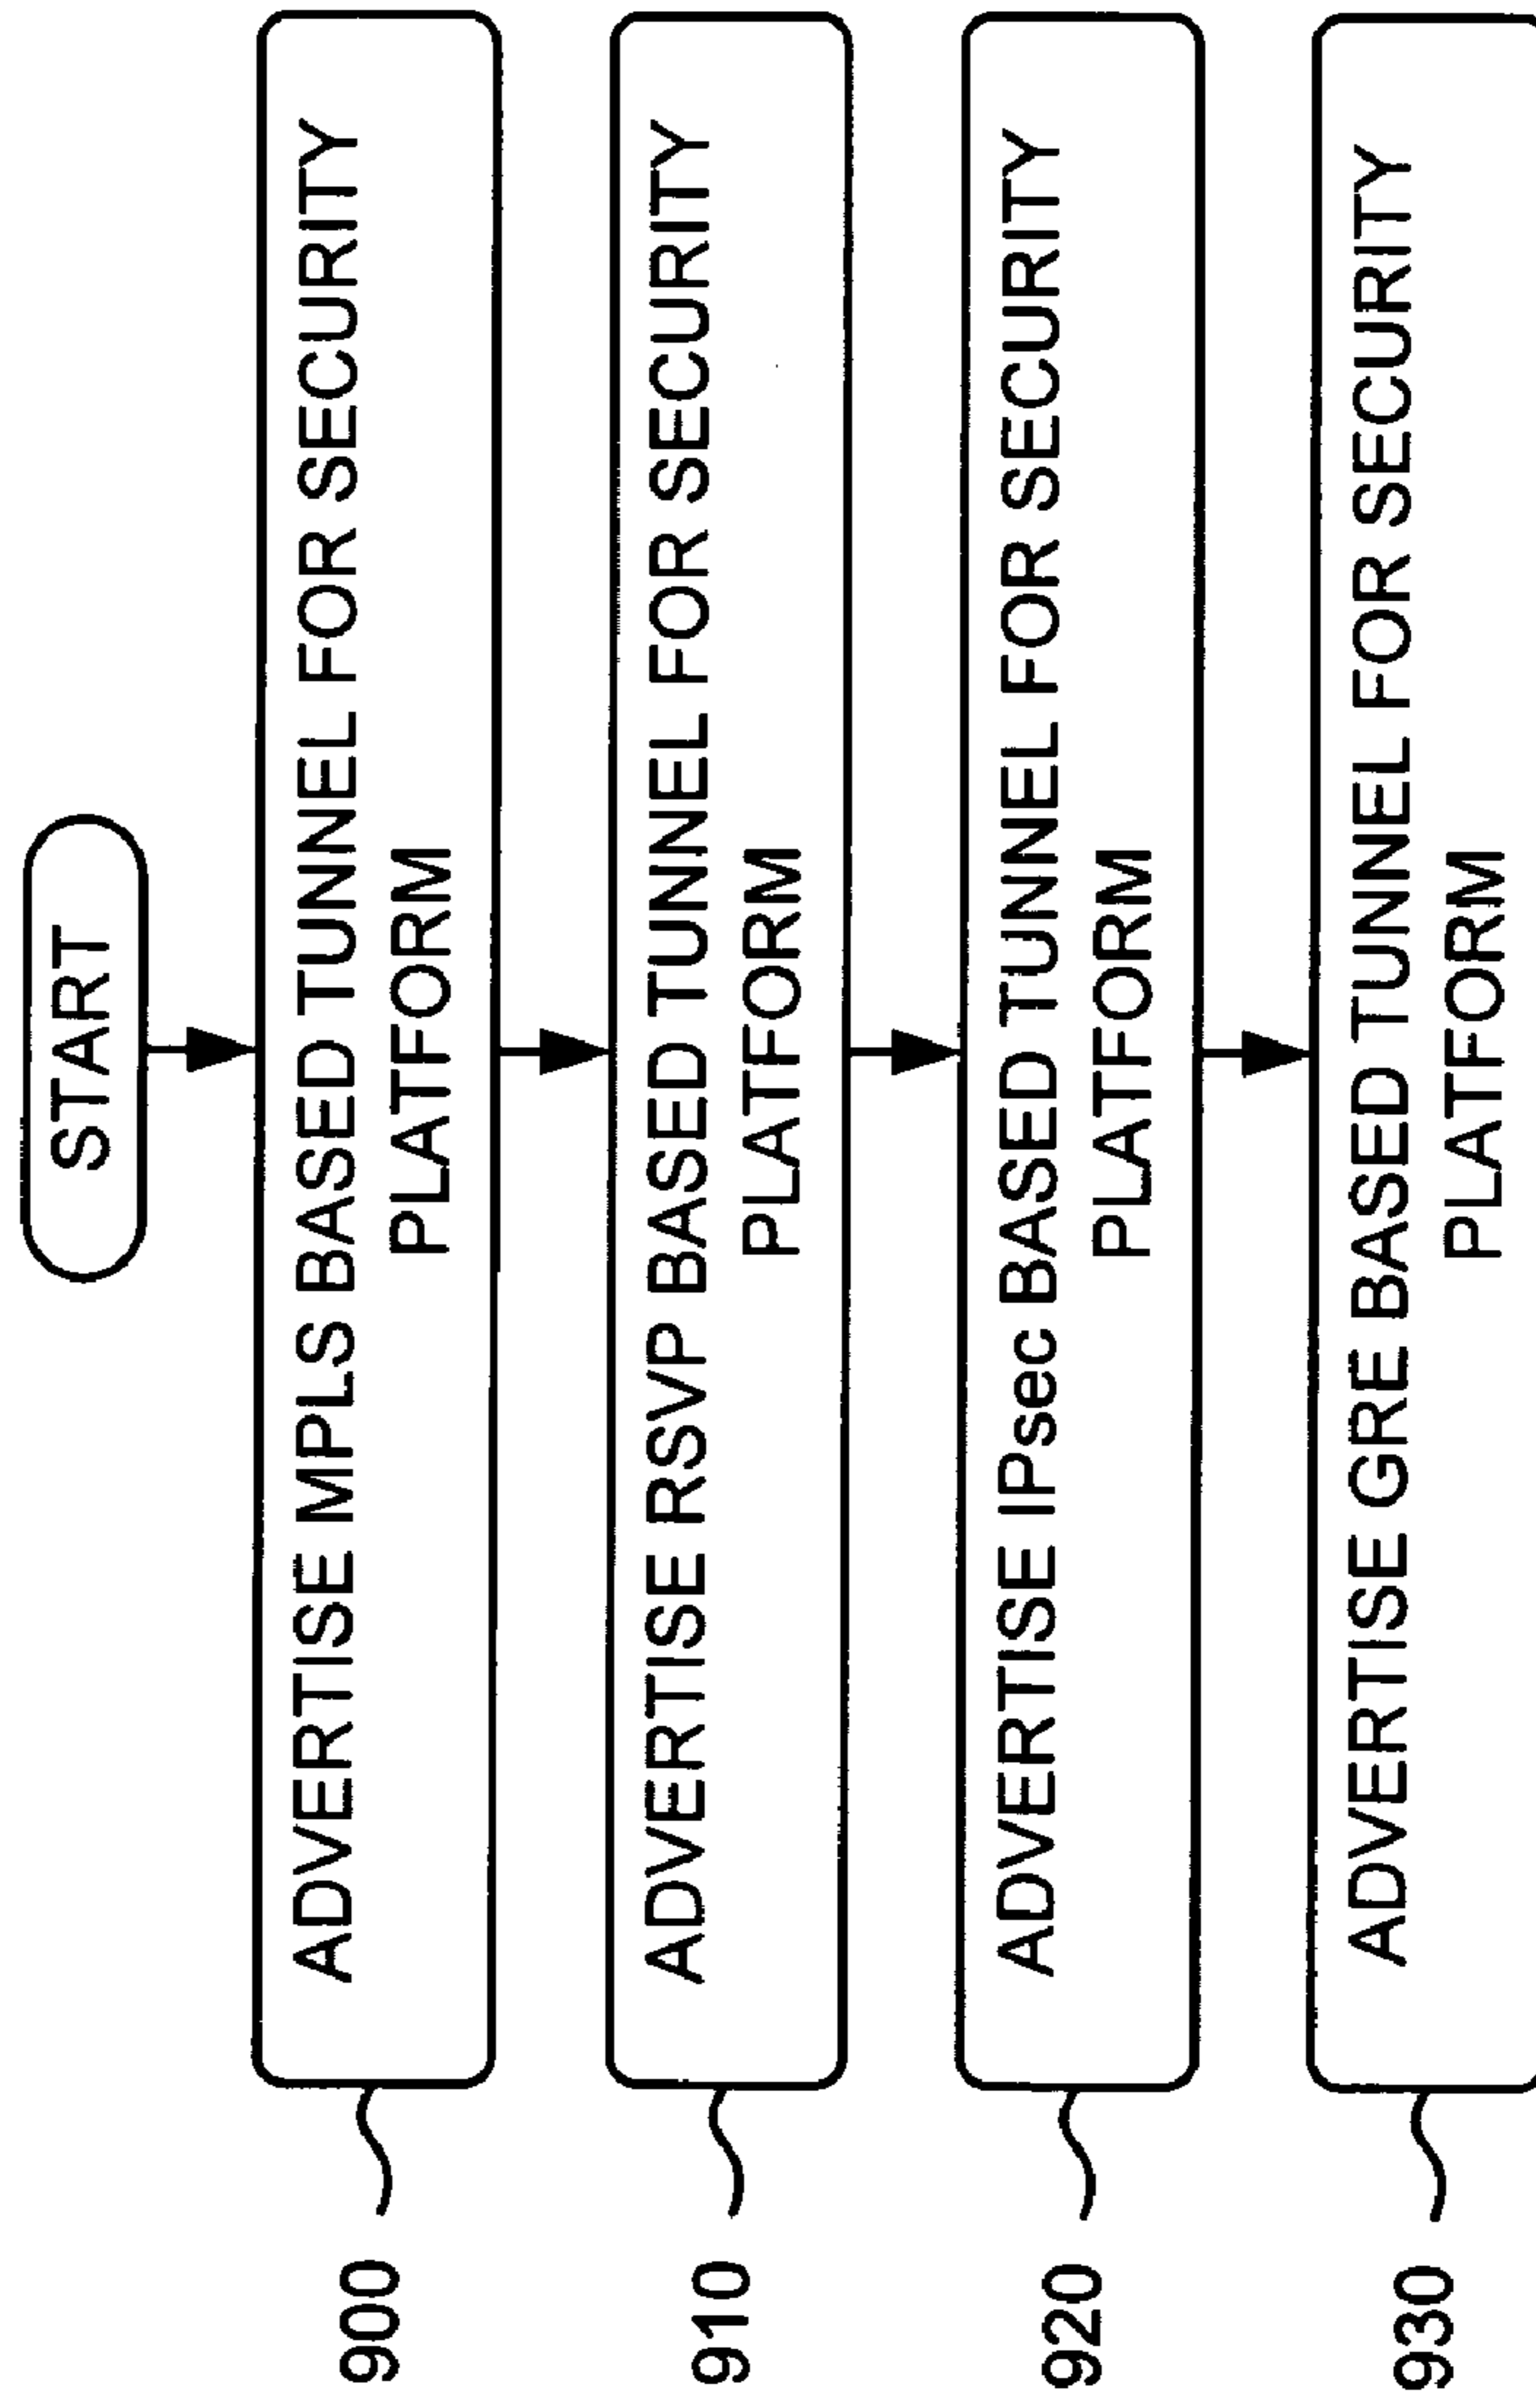 START
900
ADVERTISE MPLS BASED TUNNEL FOR SECURITY
PLATFORM
910
ADVERTISE RSVP BASED TUNNEL FOR SECURITY
PLATFORM
920
ADVERTISE IPsec BASED TUNNEL FOR SECURITY
PLATFORM
930
ADVERTISE GRE BASED TUNNEL FOR SECURITY
PLATFORM